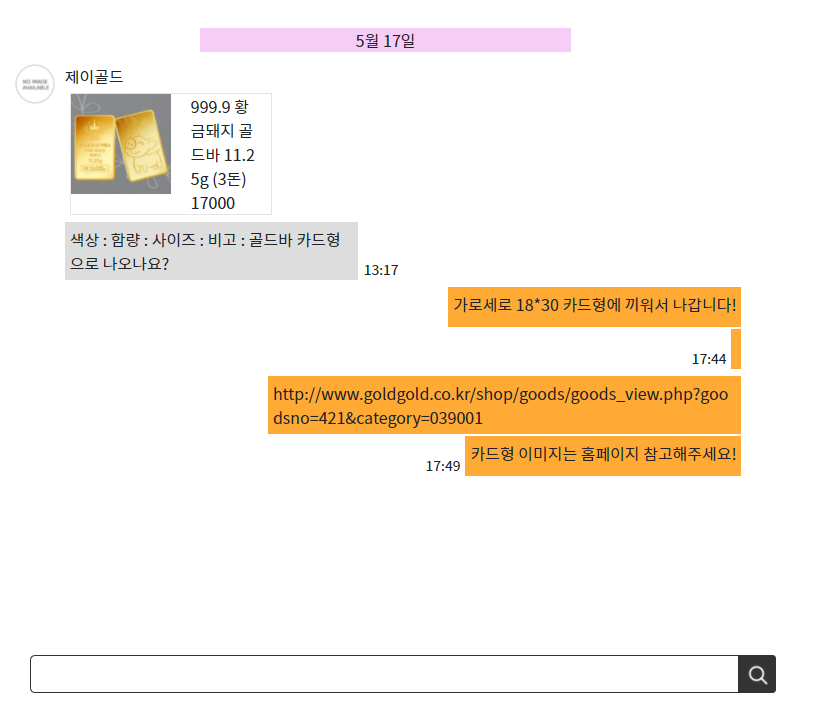 5월 17일
NO IMAGE
AVAILABLE
제이골드
999.9 황
금돼지 골
드바 11.2
5g (3돈)
17000
색상 : 함량 : 사이즈 : 비고 : 골드바 카드형
으로 나오나요?
13:17
가로세로 18*30 카드형에 끼워서 나갑니다!
17:44
http://www.goldgold.co.kr/shop/goods/goods_view.php?goo
dsno=421&category=039001
카드형 이미지는 홈페이지 참고해주세요!
17:49